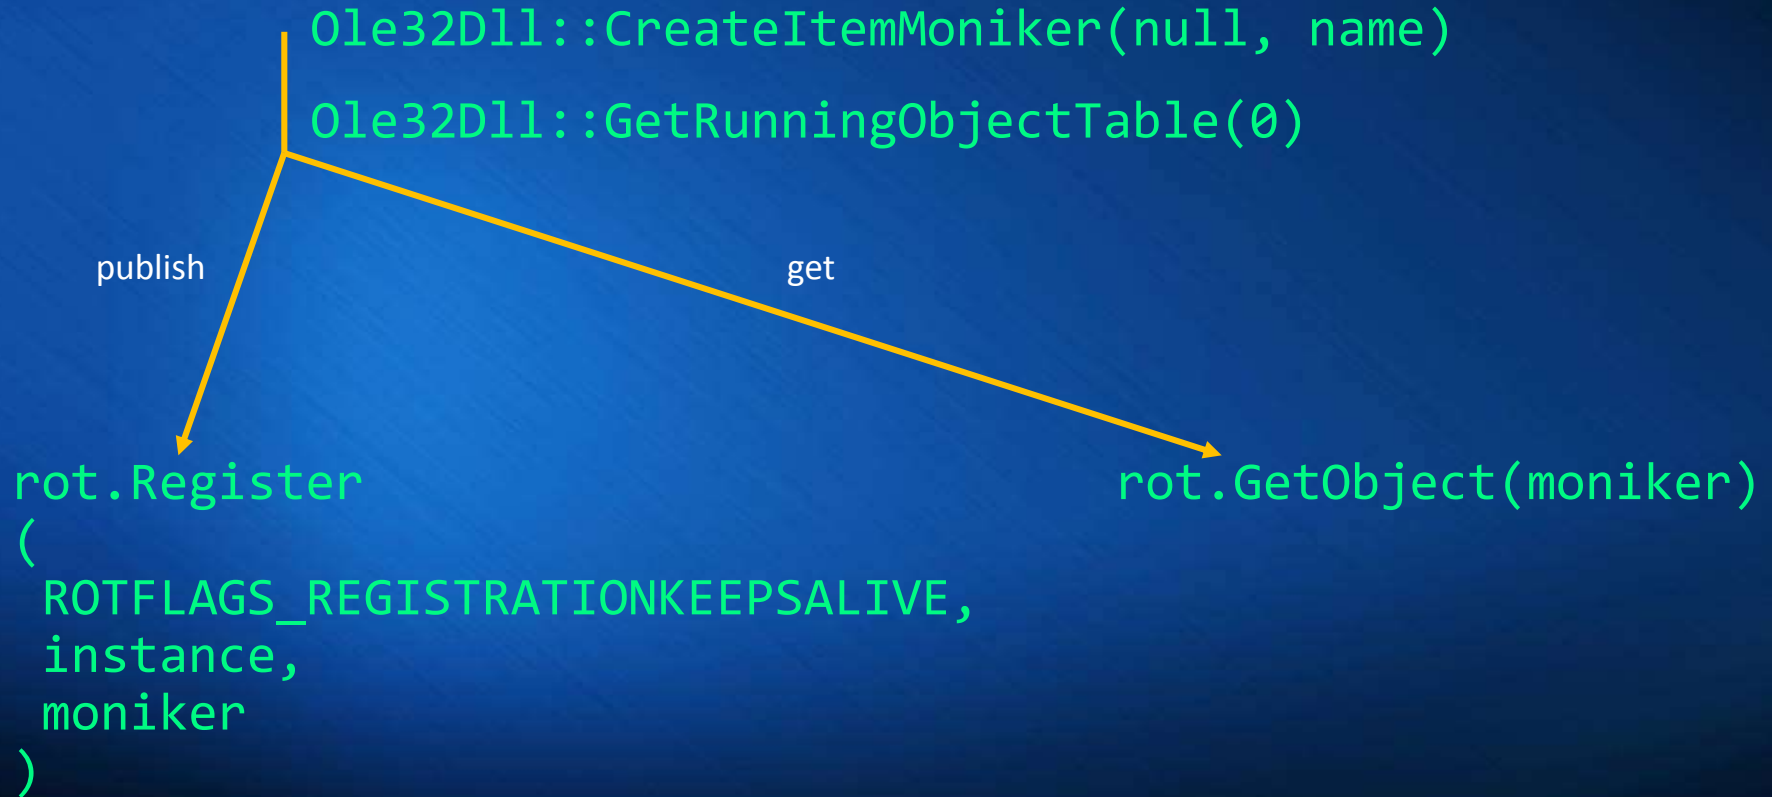 Ole32Dll::CreateItemMoniker(null, name)
Ole32Dll::GetRunningObjectTable(0)
publish
get
rot.Register
(
ROTFLAGS_REGISTRATIONKEEPSALIVE,
instance,
moniker
)
rot.GetObject(moniker)